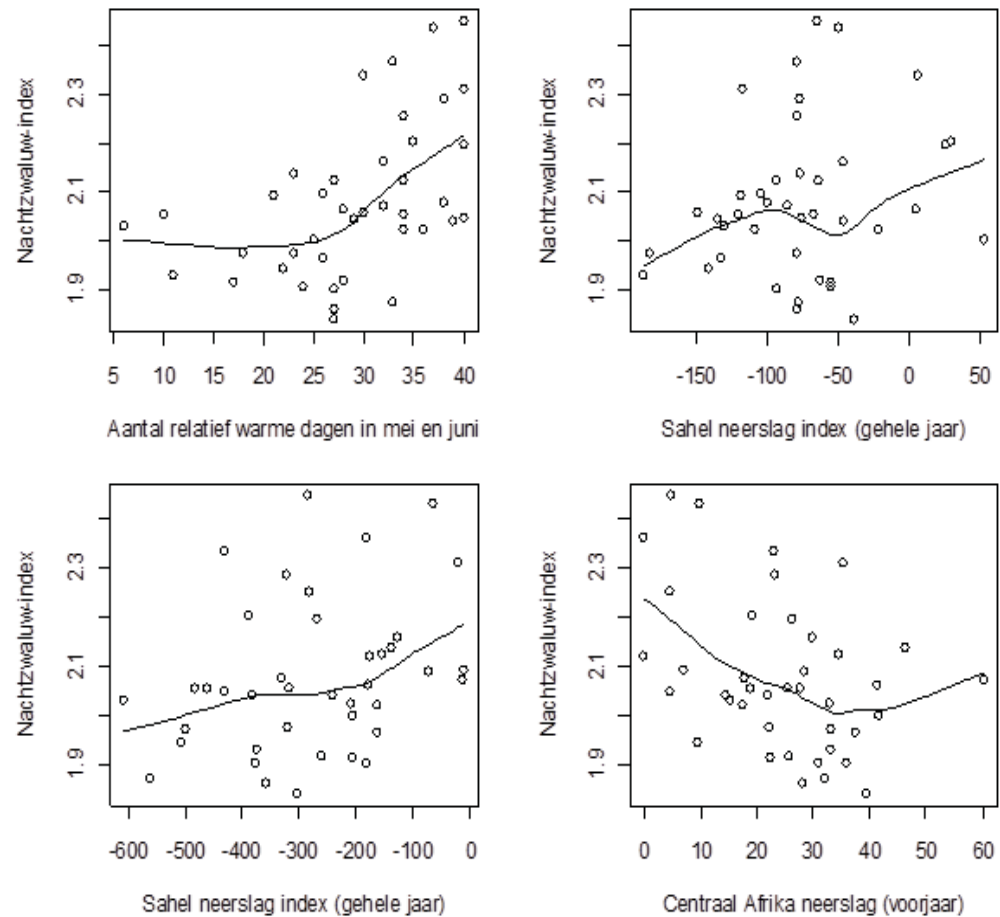 Nachtzwaluw-index
2.3
2.1
1.9
5 10 15 20 25 30 35 40
Aantal relatief warme dagen in mei en juni
Nachtzwaluw-index
2.3
2.1
1.9
-150 -100 -50 0 50
Sahel neerslag index (gehele jaar)
Nachtzwaluw-index
2.3
2.1
1.9
-600 -500 -400 -300 -200 -100 0
Sahel neerslag index (gehele jaar)
Nachtzwaluw-index
2.3
2.1
1.9
0 10 20 30 40 50 60
Centraal Afrika neerslag (voorjaar)